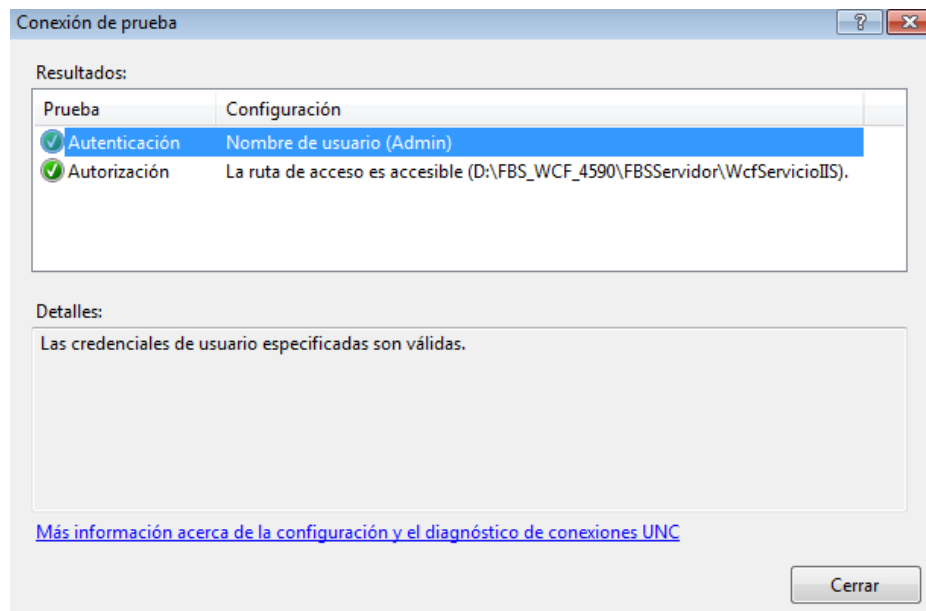 Conexión de prueba
Resultados:
Prueba Configuración
Autenticación Nombre de usuario (Admin)
Autorización La ruta de acceso es accesible (D:\FBS_WCF_4590\FBSServidor\WcfServicioIIS).
Detalles:
Las credenciales de usuario especificadas son válidas.
Más información acerca de la configuración y el diagnóstico de conexiones UNC
Cerrar